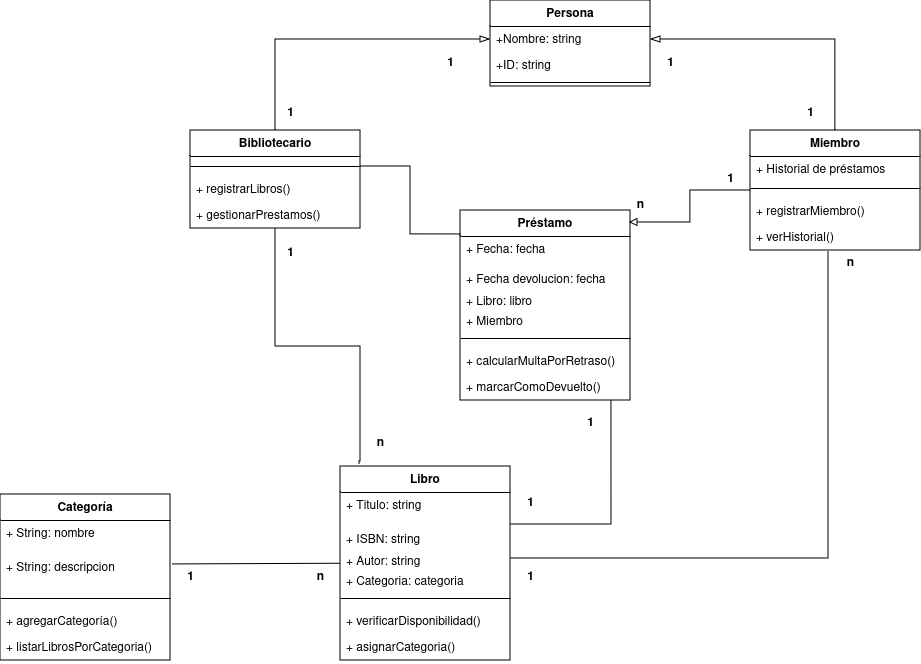 Persona
+Nombre: string
+ID: string
1
1
1
1
Bibliotecario
+ registrarLibros()
+ gestionarPrestamos()
Miembro
+ Historial de préstamos
+ registrarMiembro()
+ verHistorial()
1
n
Préstamo
+ Fecha: fecha
+ Fecha devolucion: fecha
+ Libro: libro
+ Miembro
+ calcularMultaPorRetraso()
+ marcarComoDevuelto()
1
n
1
n
1
Libro
+ Titulo: string
+ ISBN: string
+ Autor: string
+ Categoria: categoria
+ verificarDisponibilidad()
+ asignarCategoria()
1
Categoría
+ String: nombre
+ String: descripcion
+ agregarCategoría()
+ listarLibrosPorCategoria()
1
n